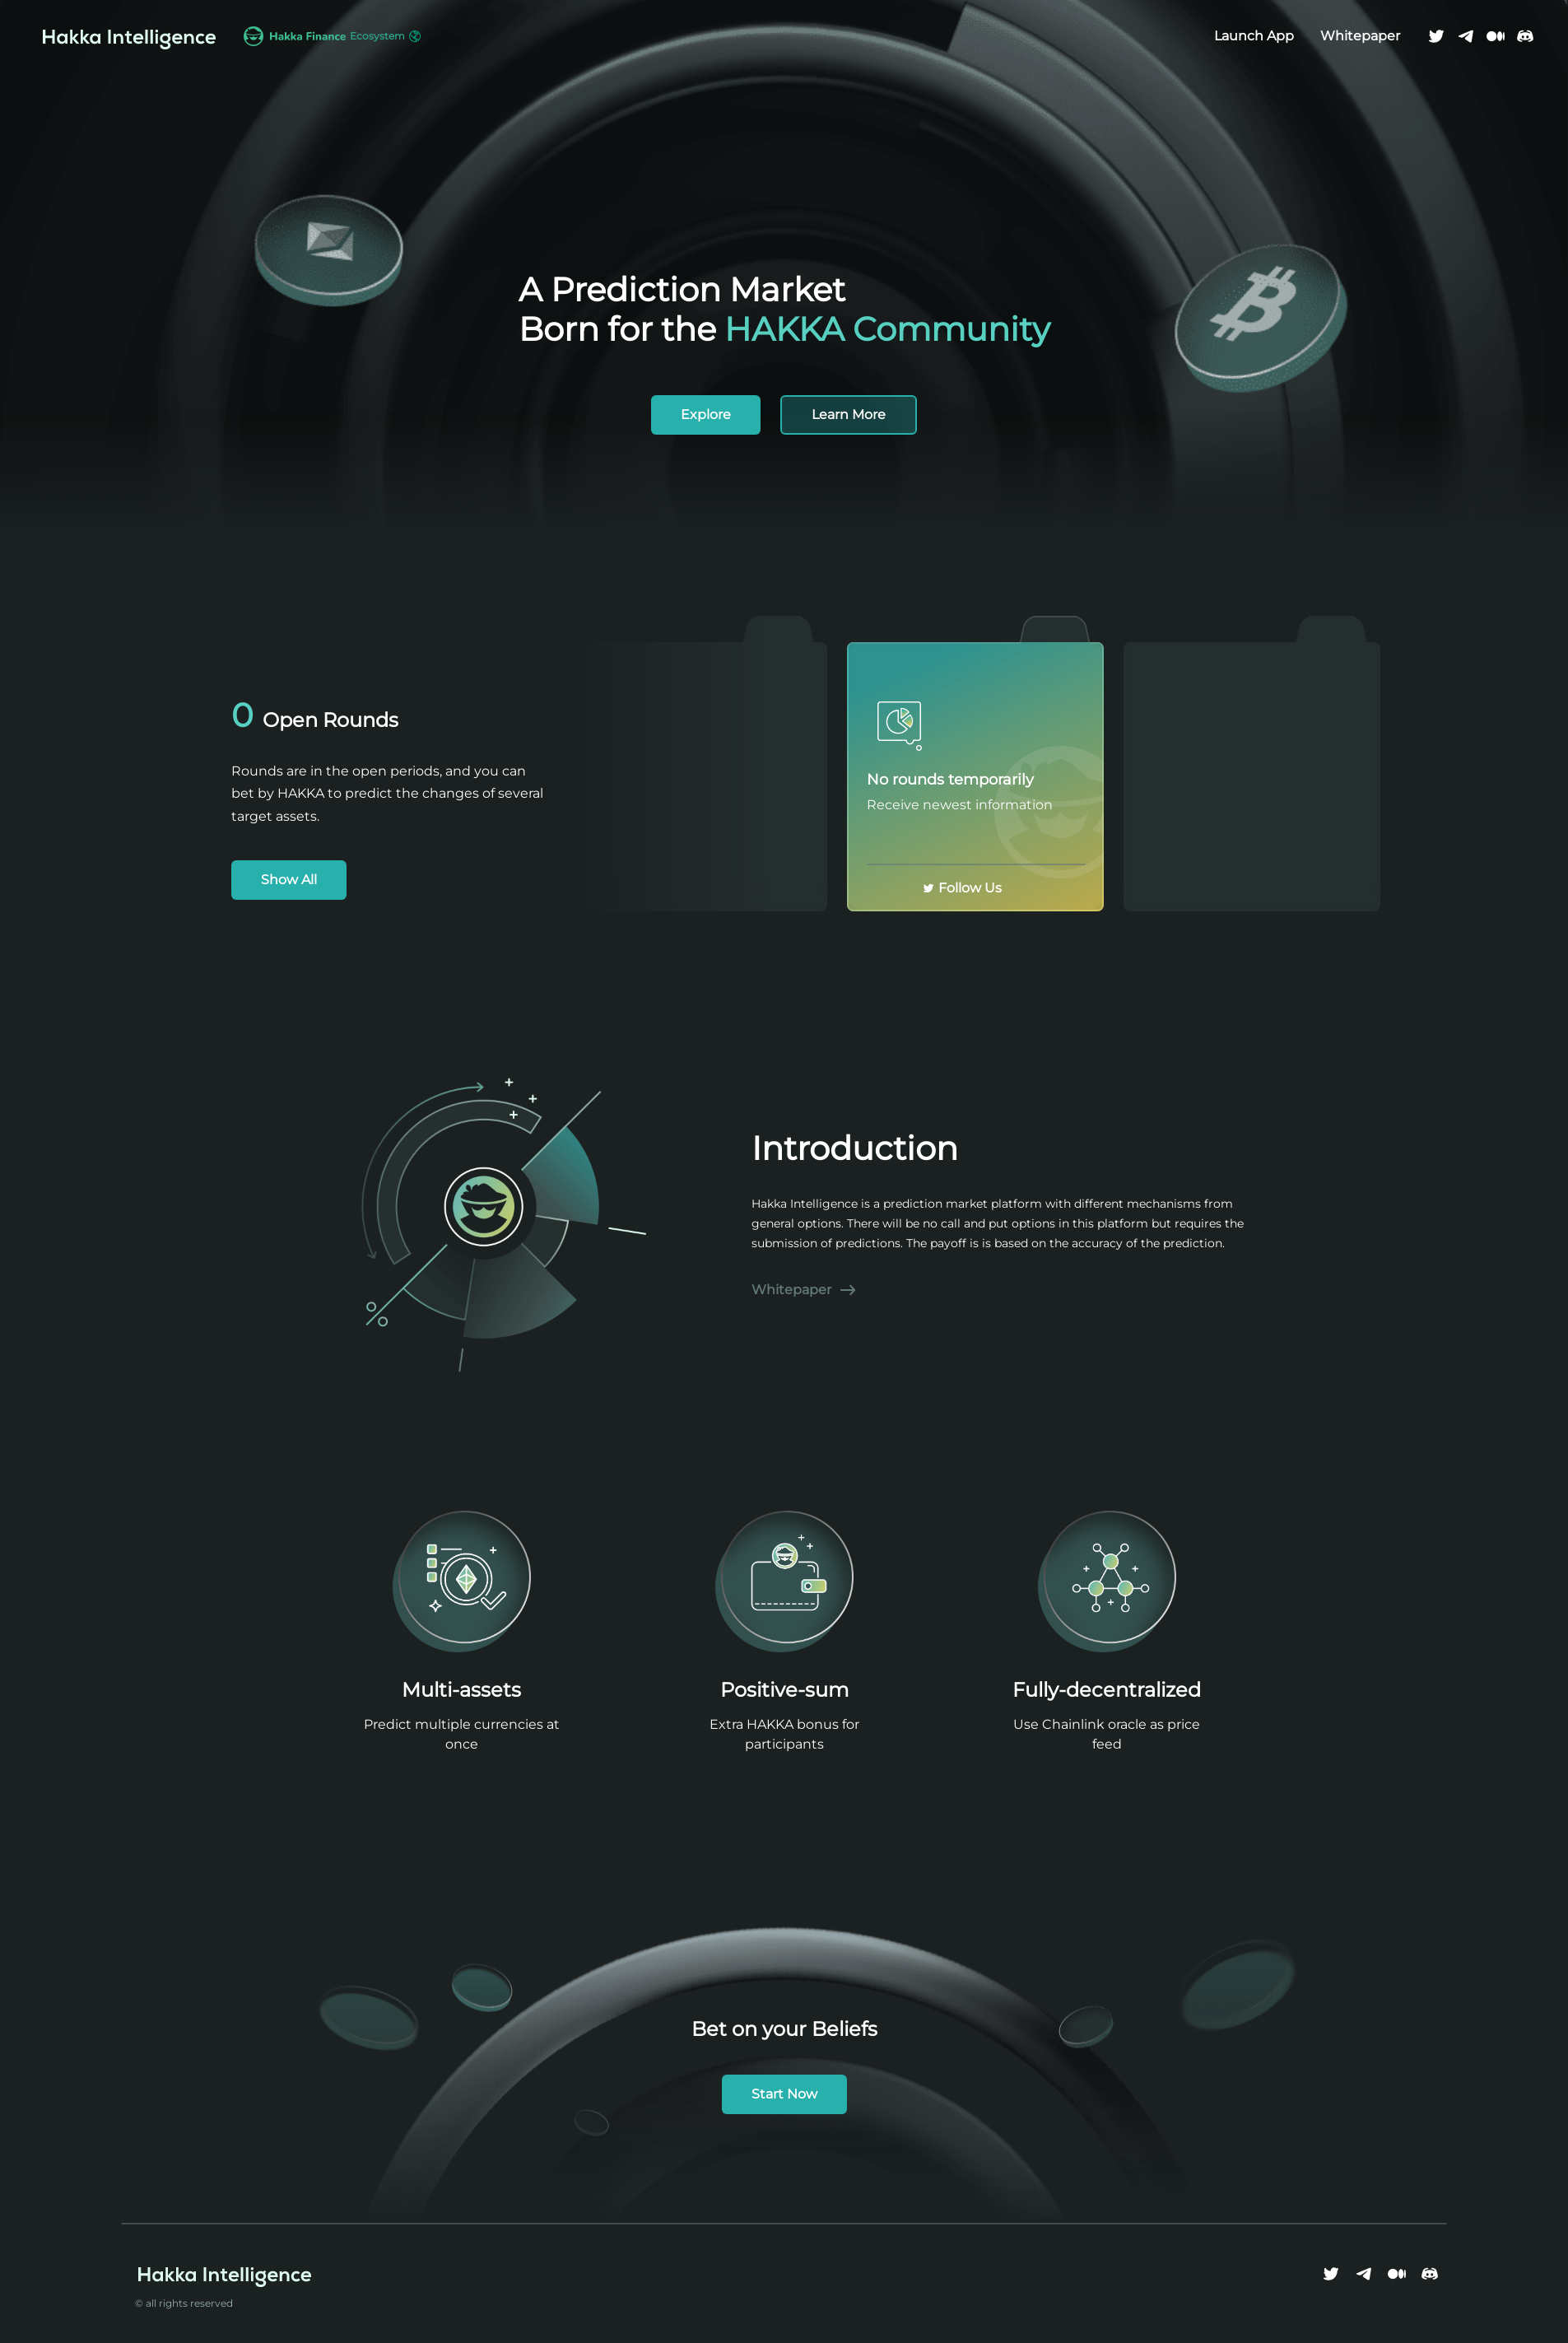 Hakka Intelligence
Hakka Finance Ecosystem
Launch App
Whitepaper
A Prediction Market
Born for the HAKKA Community
Explore
Learn More
0 Open Rounds
Rounds are in the open periods, and you can
bet by HAKKA to predict the changes of several
target assets.
Show All
No rounds temporarily
Receive newest information
Follow Us
Introduction
Hakka Intelligence is a prediction market platform with different mechanisms from
general options. There will be no call and put options in this platform but requires the
submission of predictions. The payoff is is based on the accuracy of the prediction.
Whitepaper
Multi-assets
Predict multiple currencies at
once
Positive-sum
Extra HAKKA bonus for
participants
Fully-decentralized
Use Chainlink oracle as price
feed
Bet on your Beliefs
Start Now
Hakka Intelligence
© all rights reserved